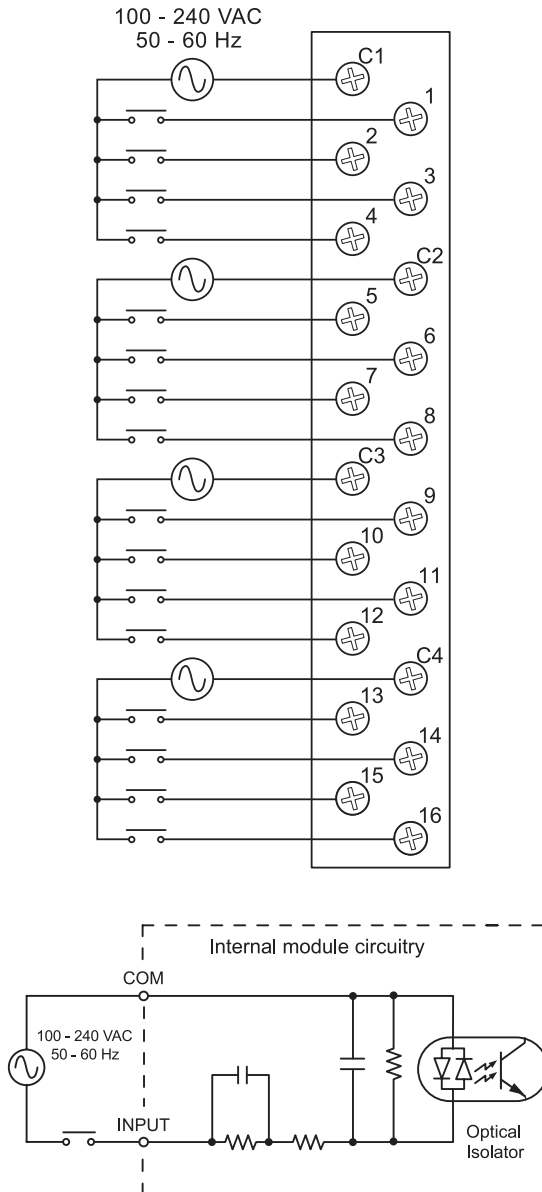 100 - 240 VAC
50 - 60 Hz
C1
1
2
3
4
C2
5
6
7
8
C3
9
10
11
12
C4
13
14
15
16
Internal module circuitry
COM
100 - 240 VAC
50 - 60 Hz
INPUT
Optical
Isolator